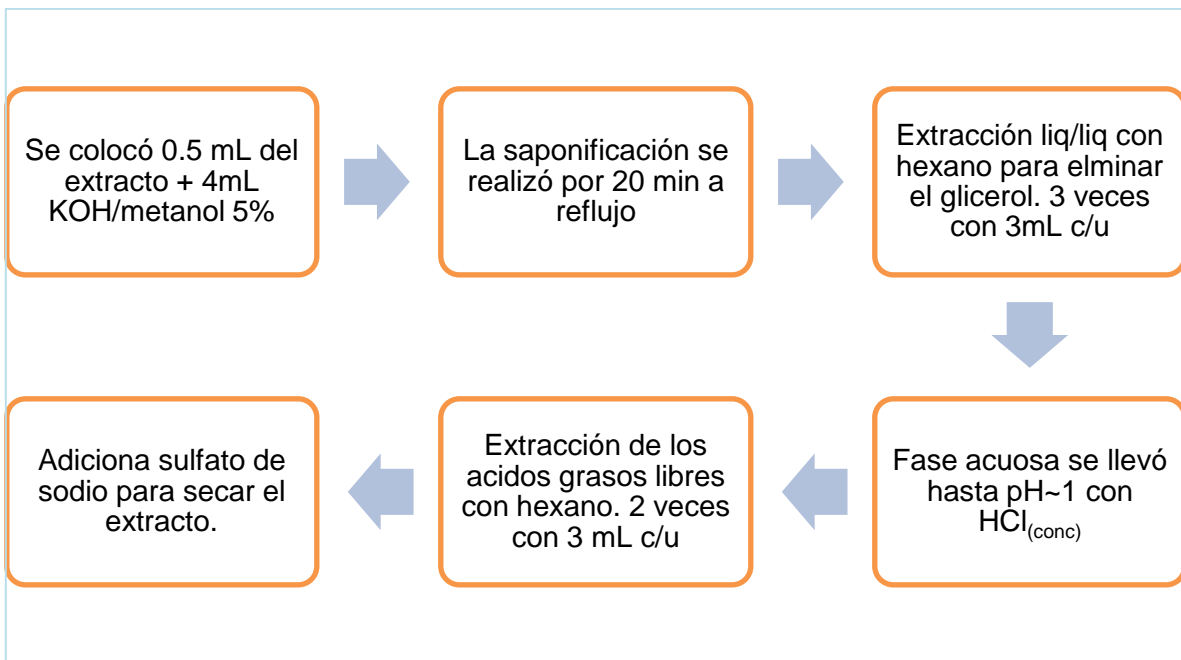 Se colocó 0.5 mL del
extracto + 4mL
KOH/metanol 5%
La saponificación se
realizó por 20 min a
reflujo
Extracción liq/liq con
hexano para elminar
el glicerol. 3 veces
con 3mL c/u
Fase acuosa se llevó
hasta pH~1 con
HCl(conc)
Extracción de los
acidos grasos libres
con hexano. 2 veces
con 3 mL c/u
Adiciona sulfato de
sodio para secar el
extracto.